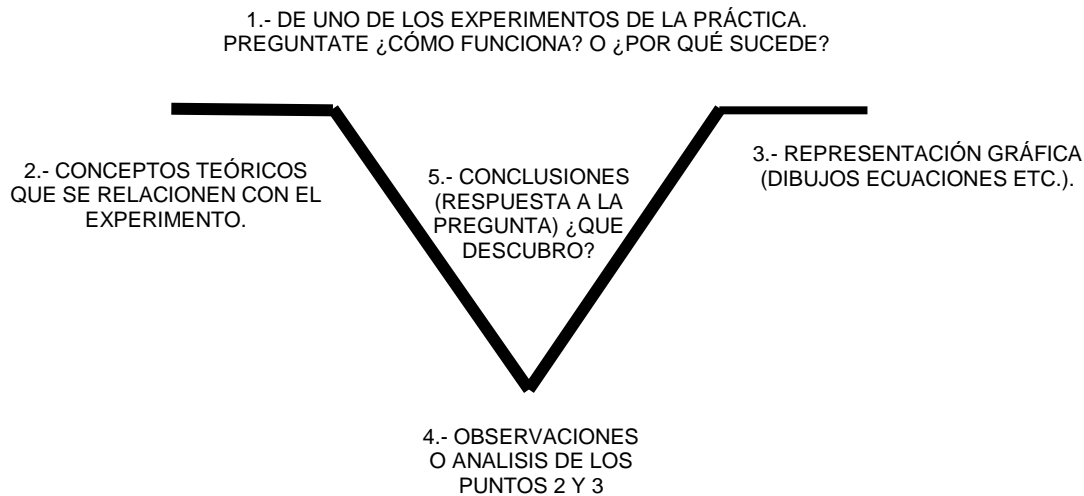 1.- DE UNO DE LOS EXPERIMENTOS DE LA PRÁCTICA.
PREGUNTATE ¿CÓMO FUNCIONA? O ¿POR QUÉ SUCEDE?
2.- CONCEPTOS TEÓRICOS
QUE SE RELACIONEN CON EL
EXPERIMENTO.
5.- CONCLUSIONES
(RESPUESTA A LA
PREGUNTA) ¿QUE
DESCUBRO?
3.- REPRESENTACIÓN GRÁFICA
(DIBUJOS ECUACIONES ETC.).
4.- OBSERVACIONES
O ANALISIS DE LOS
PUNTOS 2 Y 3